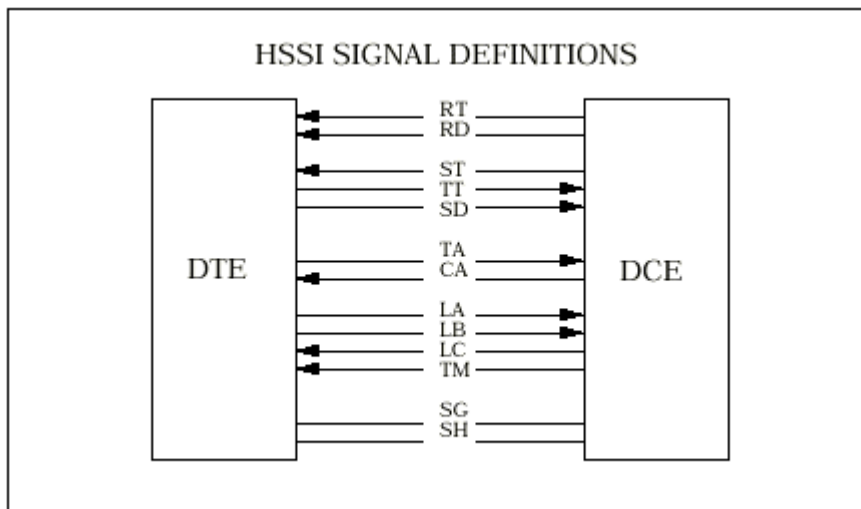 HSSI SIGNAL DEFINITIONS
RT
RD
ST
TT
SD
TA
CA
DTE
DCE
LA
LB
LC
TM
SG
SH